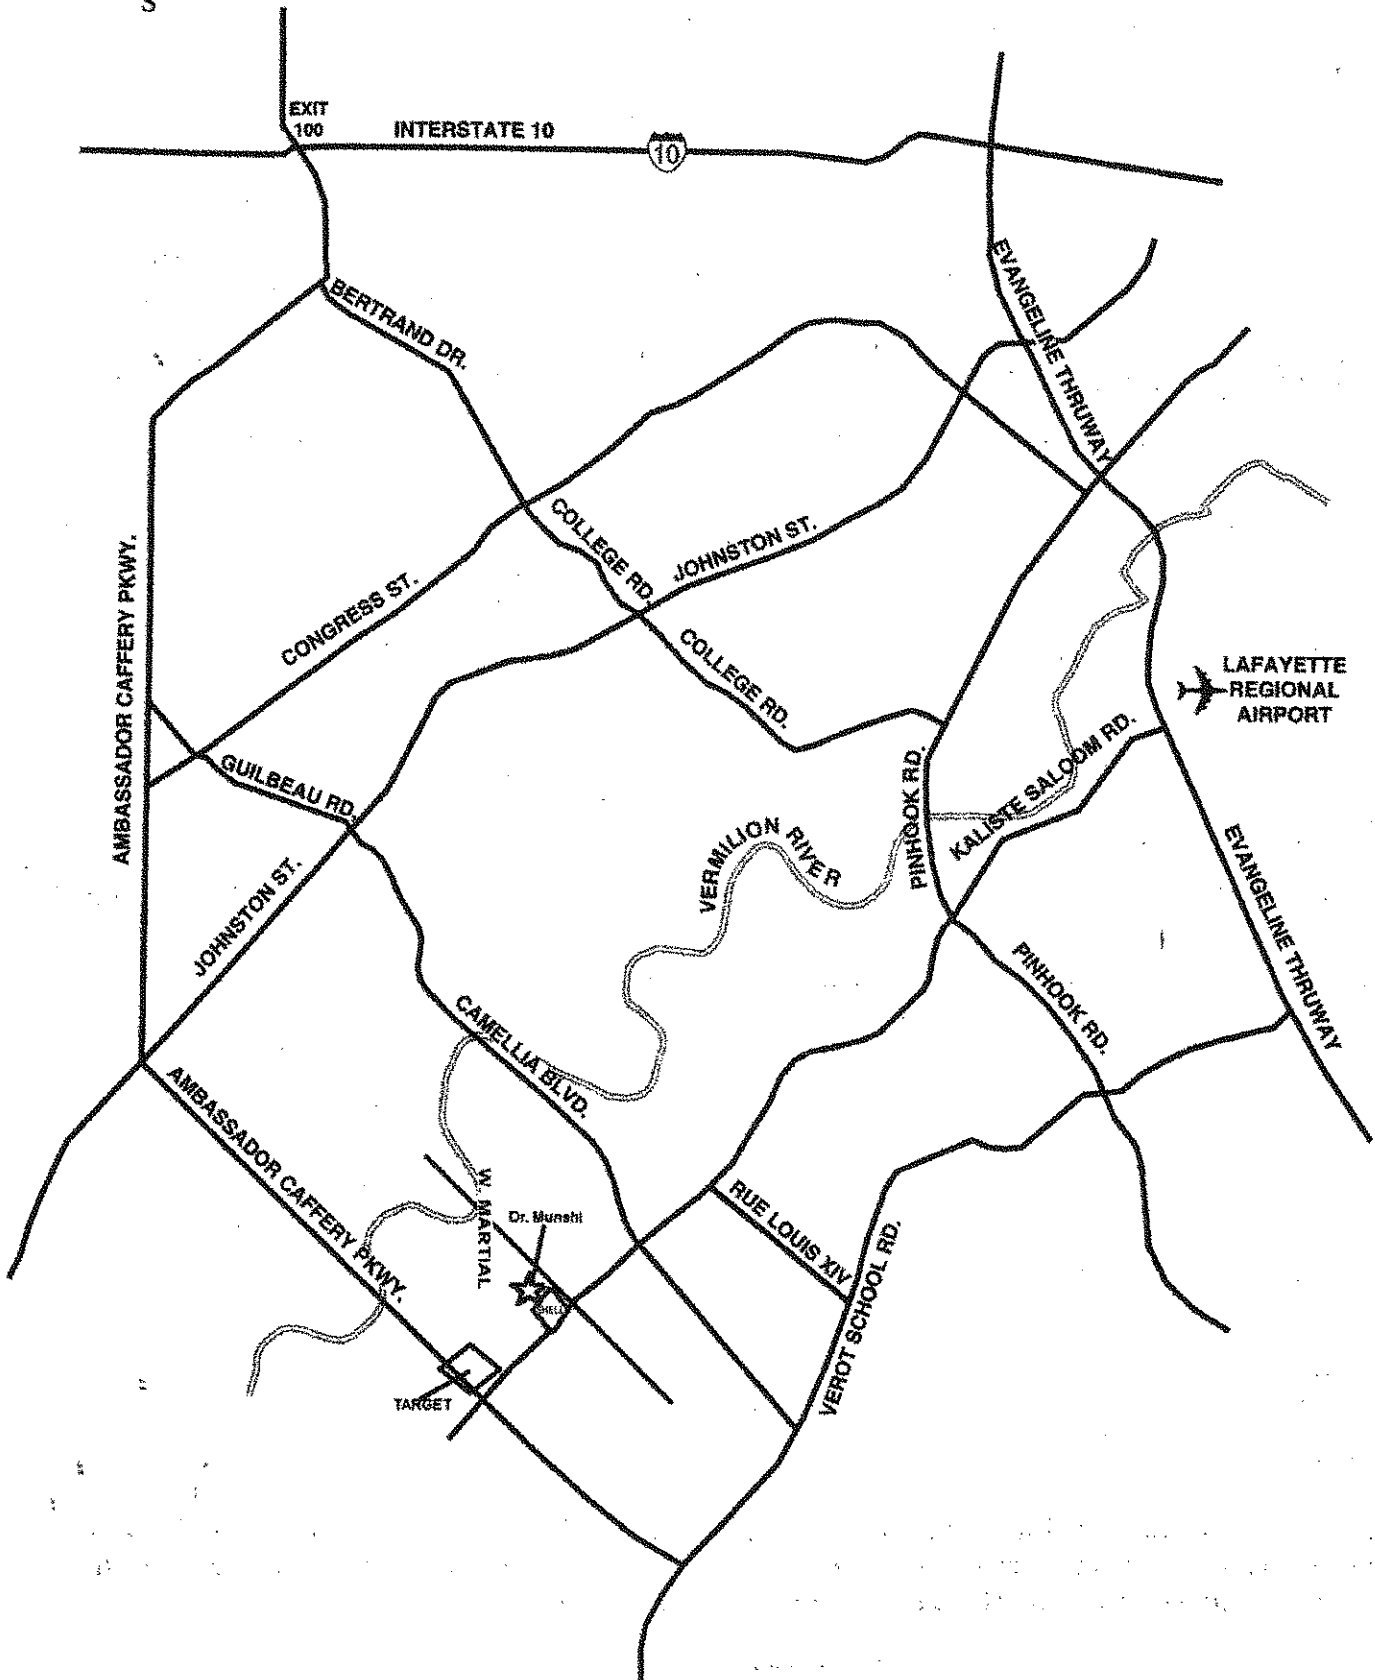 S
EXIT
100
INTERSTATE 10
10
EVANGELINE THRUWAY
BERTRAND DR.
COLLEGE RD.
JOHNSTON ST.
CONGRESS ST.
AMBASSADOR CAFFERY PKWY.
COLLEGE RD.
LAFAYETTE
REGIONAL
AIRPORT
GUILBEAU RD.
PINHOOK RD.
KALISTE SALOOM RD.
VERMILION RIVER
JOHNSTON ST.
EVANGELINE THRUWAY
PINHOOK RD.
CAMELLIA BLVD.
AMBASSADOR CAFFERY PKWY.
W. MARTIAL
Dr. Munshi
SHELL
RUE LOUIS XIV
VEROT SCHOOL RD.
TARGET